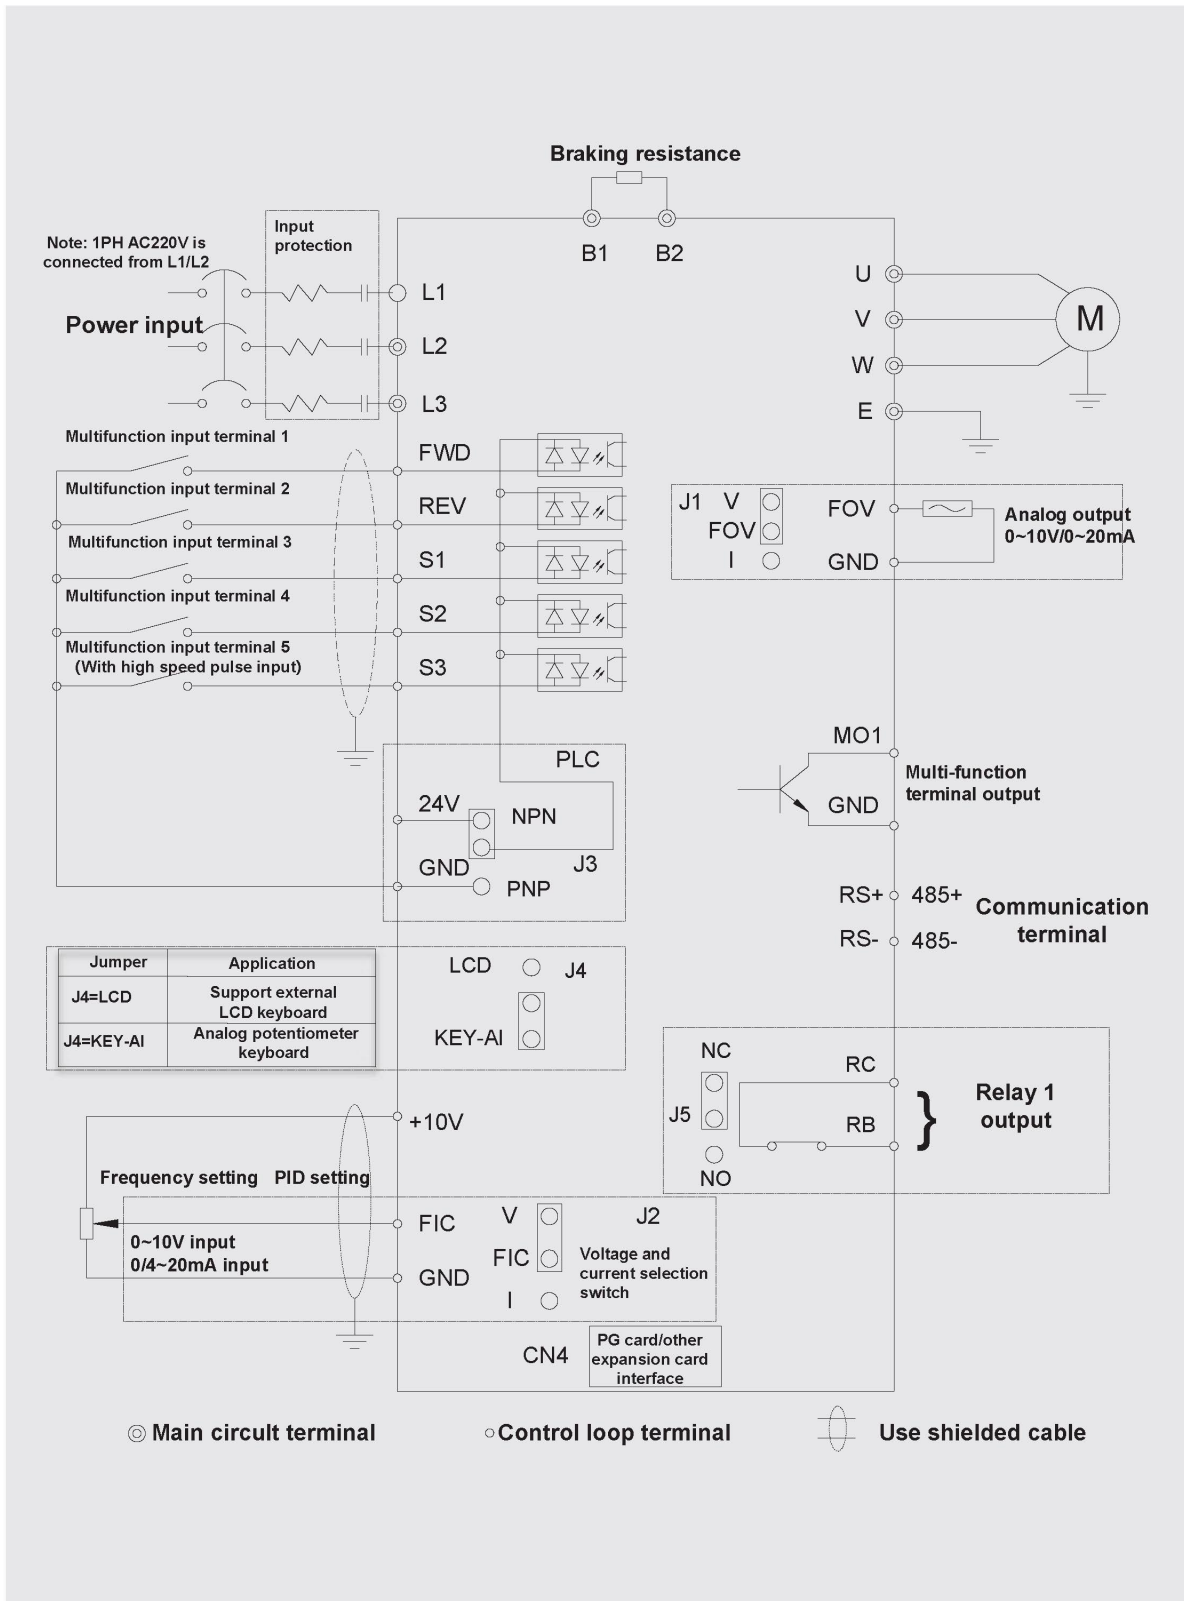 Braking resistance
B1
B2
Note: 1PH AC220V is
connected from L1/L2
Input
protection
Power input
L1
L2
L3
U
V
W
E
M
Multifunction input terminal 1
FWD
Multifunction input terminal 2
REV
Multifunction input terminal 3
S1
Multifunction input terminal 4
S2
Multifunction input terminal 5
(With high speed pulse input)
S3
J1
V
FOV
I
FOV
GND
Analog output
0~10V/0~20mA
PLC
24V
NPN
GND
J3
PNP
MO1
GND
Multi-function
terminal output
RS+
485+
RS-
485-
Communication
terminal
Jumper
Application
J4=LCD
Support external
LCD keyboard
J4=KEY-AI
Analog potentiometer
keyboard
LCD
J4
KEY-AI
NC
J5
NO
RC
RB
}
Relay 1
output
+10V
Frequency setting
PID setting
0~10V input
0/4~20mA input
FIC
GND
V
FIC
I
J2
Voltage and
current selection
switch
CN4
PG card/other
expansion card
interface
Main circult terminal
Control loop terminal
Use shielded cable